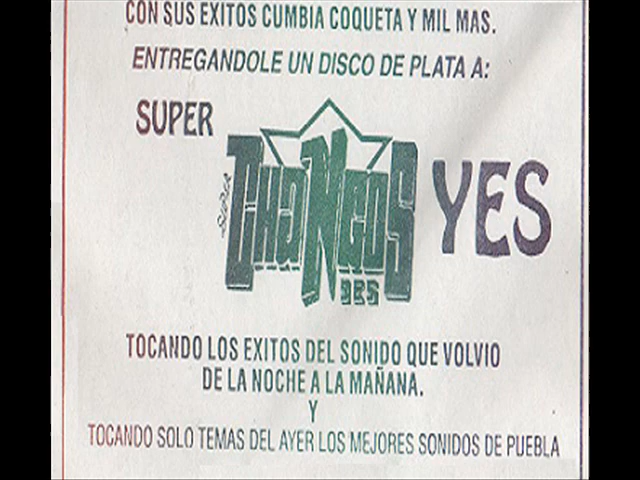 CON SUS EXITOS CUMBIA COQUETA Y MIL MAS.
ENTREGANDOLE UN DISCO DE PLATA A:
SUPER
CHANGOS
YES
TOCANDO LOS EXITOS DEL SONIDO QUE VOLVIO
DE LA NOCHE A LA MAÑANA.
Y
TOCANDO SOLO TEMAS DEL AYER LOS MEJORES SONIDOS DE PUEBLA